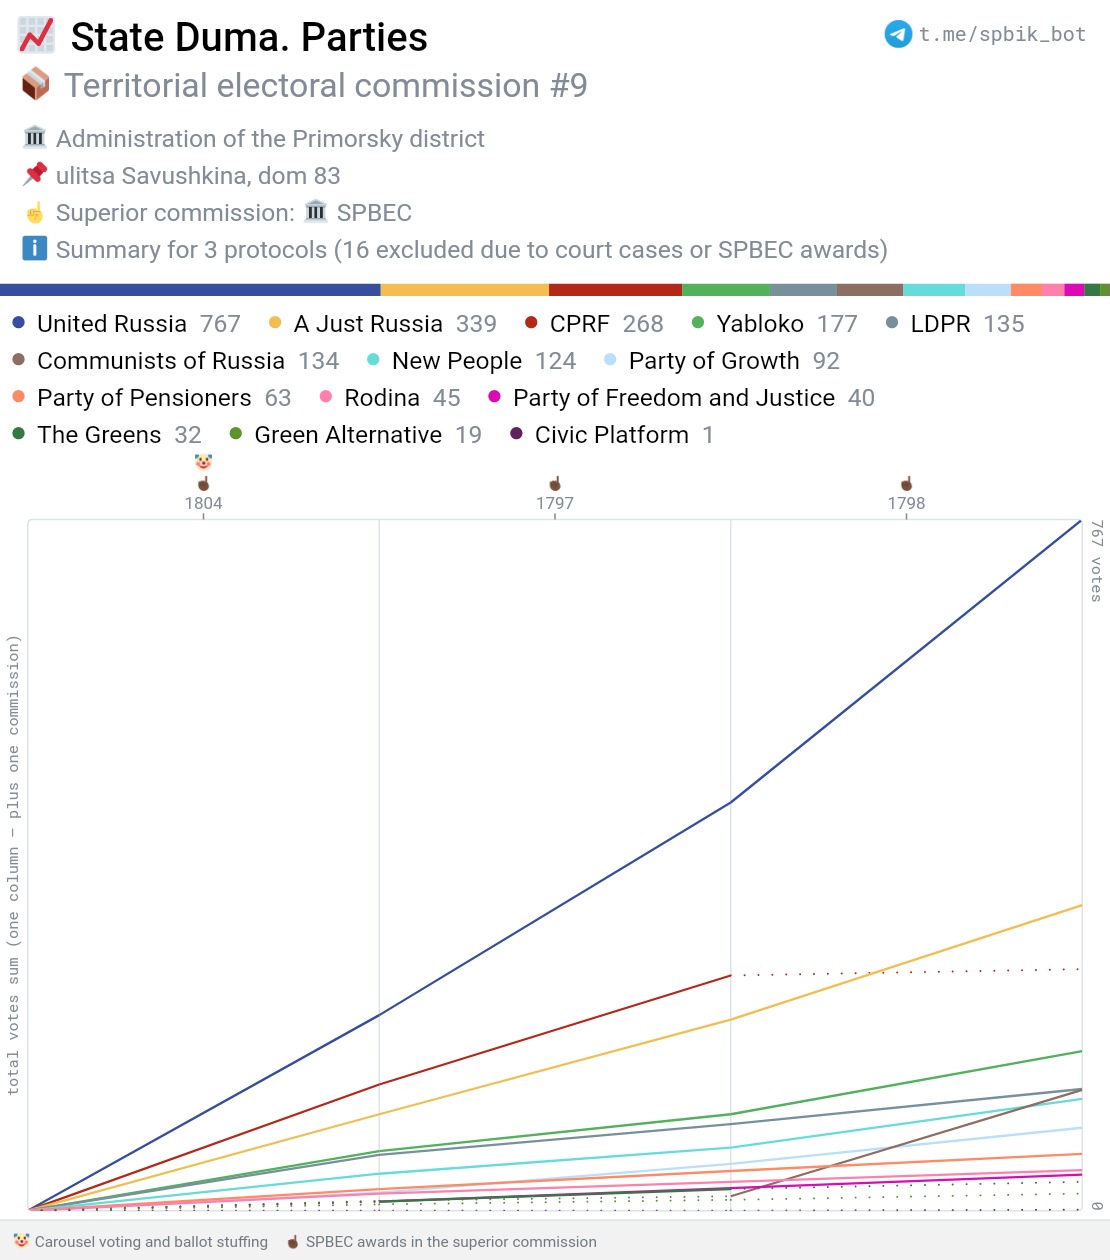 State Duma. Parties
t.me/spbik_bot
Territorial electoral commission #9
Administration of the Primorsky district
ulitsa Savushkina, dom 83
Superior commission: SPBEC
Summary for 3 protocols (16 excluded due to court cases or SPBEC awards)
United Russia 767 A Just Russia 339 CPRF 268 Yabloko 177 LDPR 135
Communists of Russia 134 New People 124 Party of Growth 92
Party of Pensioners 63 Rodina 45 Party of Freedom and Justice 40
The Greens 32 Green Alternative 19 Civic Platform 1
1804 1797 1798
767 votes
total votes sum (one column — plus one commission)
0
Carousel voting and ballot stuffing SPBEC awards in the superior commission